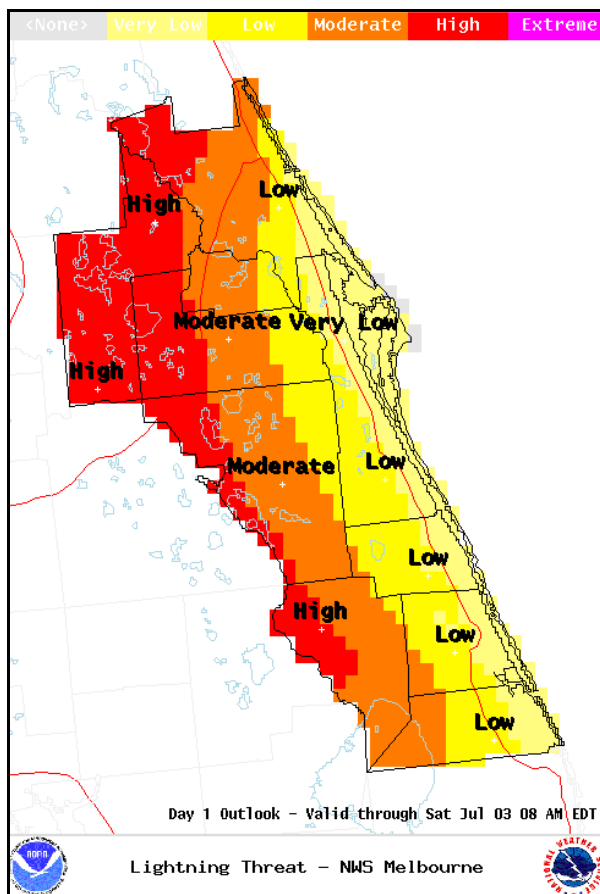 <None> Very Low Low Moderate High Extreme
Low
High
Moderate Very Low
High
Low
Moderate
Low
High
Low
Low
Day 1 Outlook - Valid through Sat Jul 03 08 AM EDT
NOAA
Lightning Threat - NWS Melbourne